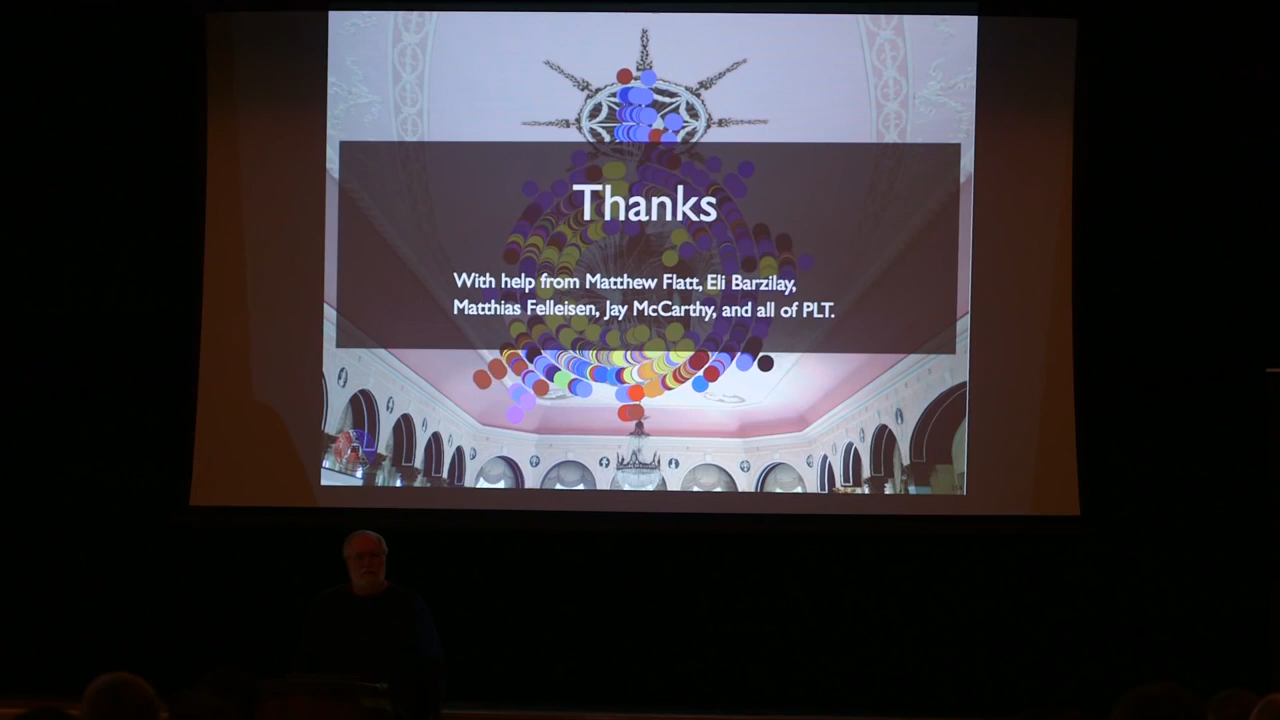 Thanks
With help from Matthew Flatt, Eli Barzilay,
Matthias Felleisen, Jay McCarthy, and all of PLT.